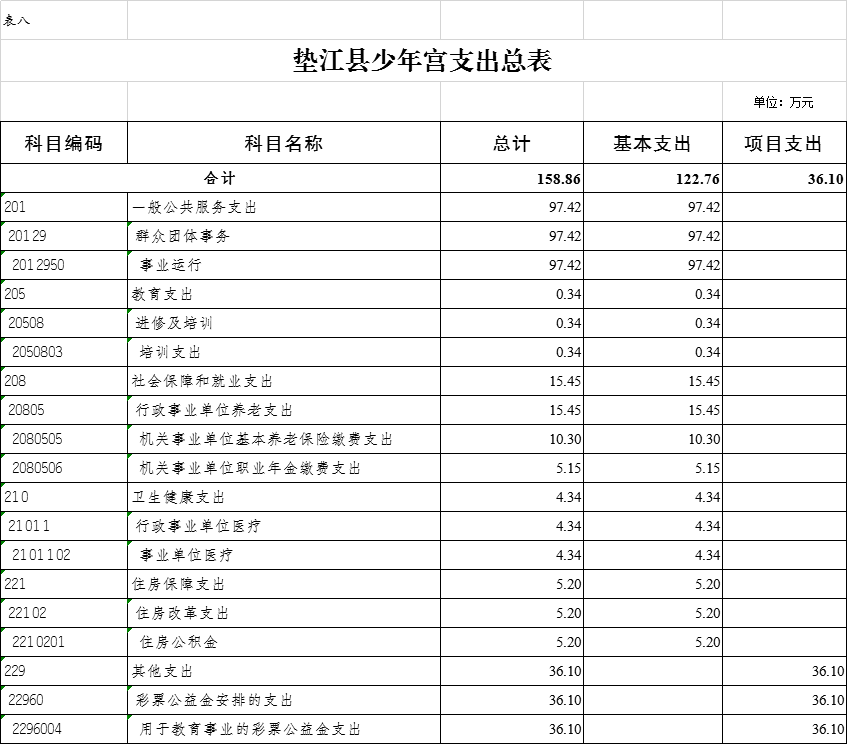 表八
垫江县少年宫支出总表
单位：万元
科目编码 科目名称 总计 基本支出 项目支出
合计 158.86 122.76 36.10
201 一般公共服务支出 97.42 97.42
20129 群众团体事务 97.42 97.42
2012950 事业运行 97.42 97.42
205 教育支出 0.34 0.34
20508 进修及培训 0.34 0.34
2050803 培训支出 0.34 0.34
208 社会保障和就业支出 15.45 15.45
20805 行政事业单位养老支出 15.45 15.45
2080505 机关事业单位基本养老保险缴费支出 10.30 10.30
2080506 机关事业单位职业年金缴费支出 5.15 5.15
210 卫生健康支出 4.34 4.34
21011 行政事业单位医疗 4.34 4.34
2101102 事业单位医疗 4.34 4.34
221 住房保障支出 5.20 5.20
22102 住房改革支出 5.20 5.20
2210201 住房公积金 5.20 5.20
229 其他支出 36.10 36.10
22960 彩票公益金安排的支出 36.10 36.10
2296004 用于教育事业的彩票公益金支出 36.10 36.10